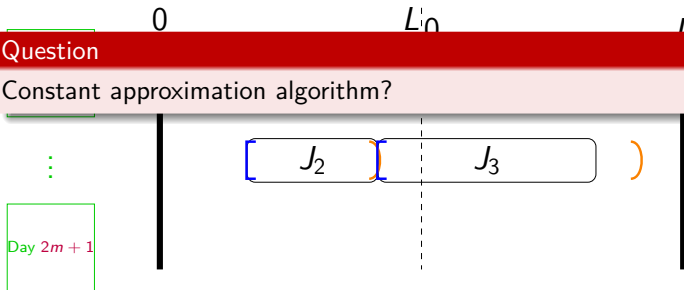 0 L₀
Question
Constant approximation algorithm?
J₂ J₃
⋮
Day 2m + 1